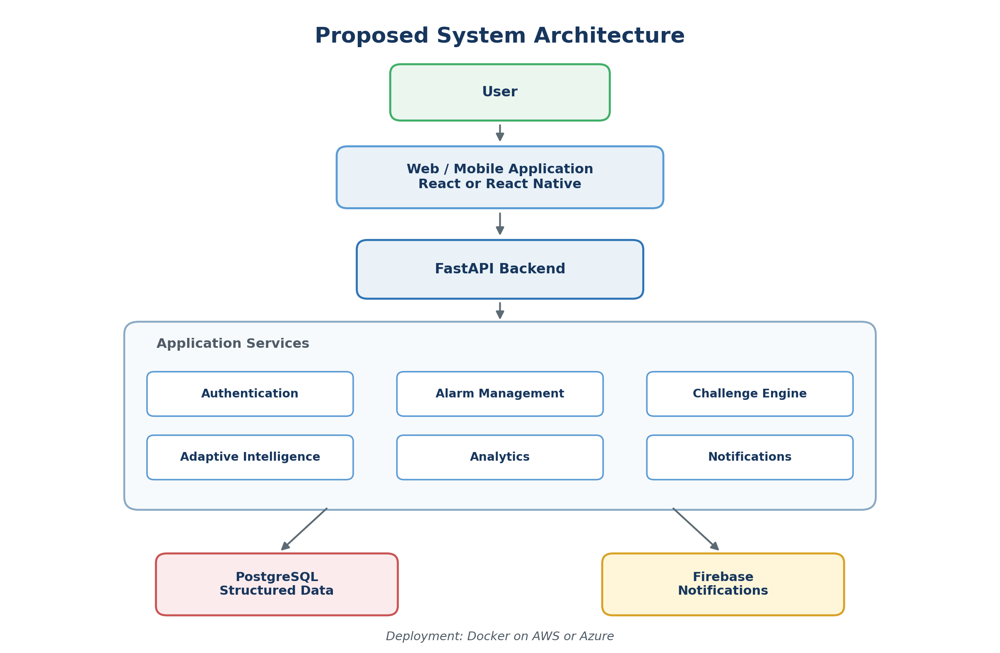 Proposed System Architecture
User
Web / Mobile Application
React or React Native
FastAPI Backend
Application Services
Authentication
Alarm Management
Challenge Engine
Adaptive Intelligence
Analytics
Notifications
PostgreSQL
Structured Data
Firebase
Notifications
Deployment: Docker on AWS or Azure